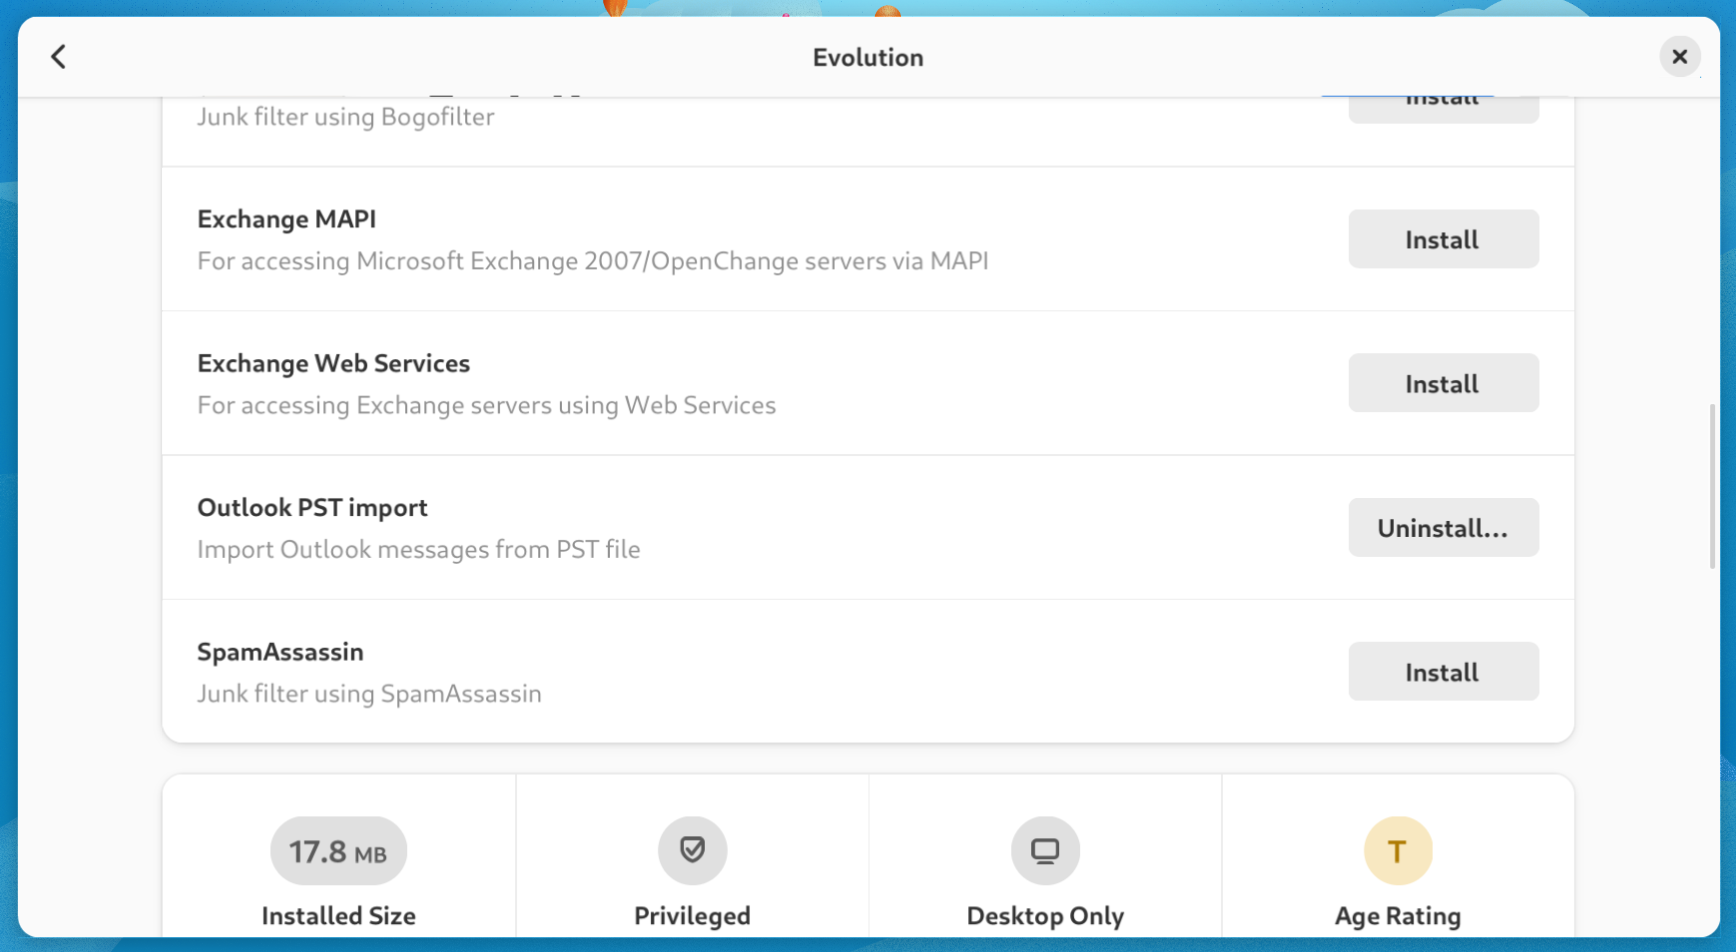 Evolution
Install
Junk filter using Bogofilter
Exchange MAPI
For accessing Microsoft Exchange 2007/OpenChange servers via MAPI
Install
Exchange Web Services
For accessing Exchange servers using Web Services
Install
Outlook PST import
Import Outlook messages from PST file
Uninstall...
SpamAssassin
Junk filter using SpamAssassin
Install
17.8 MB
T
Installed Size
Privileged
Desktop Only
Age Rating